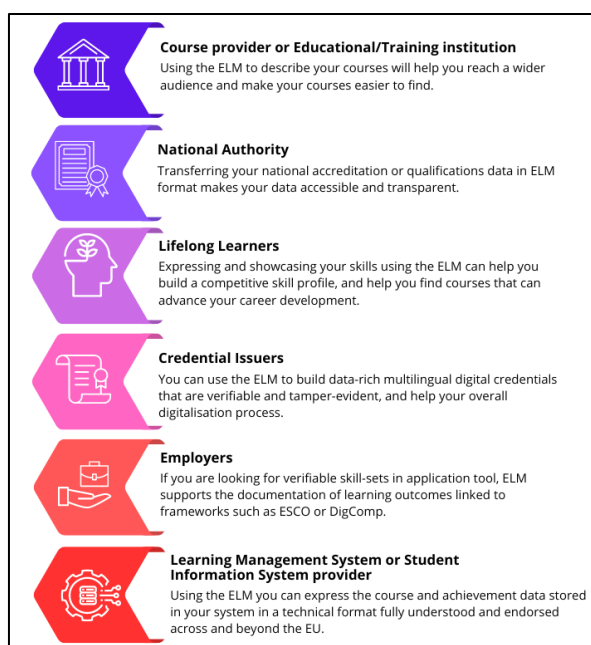 Course provider or Educational/Training institution
Using the ELM to describe your courses will help you reach a wider
audience and make your courses easier to find.
National Authority
Transferring your national accreditation or qualifications data in ELM
format makes your data accessible and transparent.
Lifelong Learners
Expressing and showcasing your skills using the ELM can help you
build a competitive skill profile, and help you find courses that can
advance your career development.
Credential Issuers
You can use the ELM to build data-rich multilingual digital credentials
that are verifiable and tamper-evident, and help your overall
digitalisation process.
Employers
If you are looking for verifiable skill-sets in application tool, ELM
supports the documentation of learning outcomes linked to
frameworks such as ESCO or DigComp.
Learning Management System or Student
Information System provider
Using the ELM you can express the course and achievement data stored
in your system in a technical format fully understood and endorsed
across and beyond the EU.